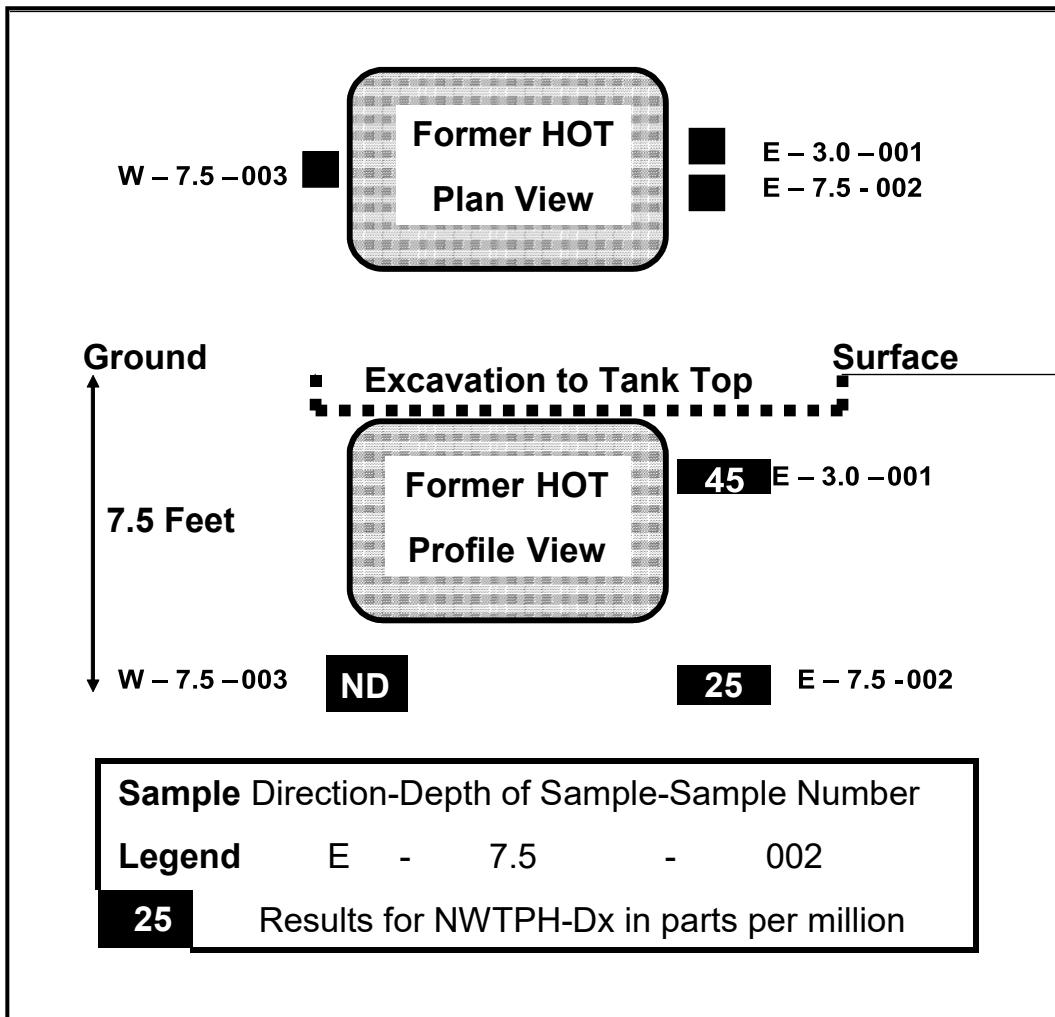 Former HOT
Plan View
W – 7.5 –003
E – 3.0 –001
E – 7.5 - 002
Ground
Surface
Excavation to Tank Top
7.5 Feet
Former HOT
Profile View
45 E – 3.0 –001
W – 7.5 –003 ND
25 E – 7.5 -002
Sample Direction-Depth of Sample-Sample Number
Legend E - 7.5 - 002
25 Results for NWTPH-Dx in parts per million